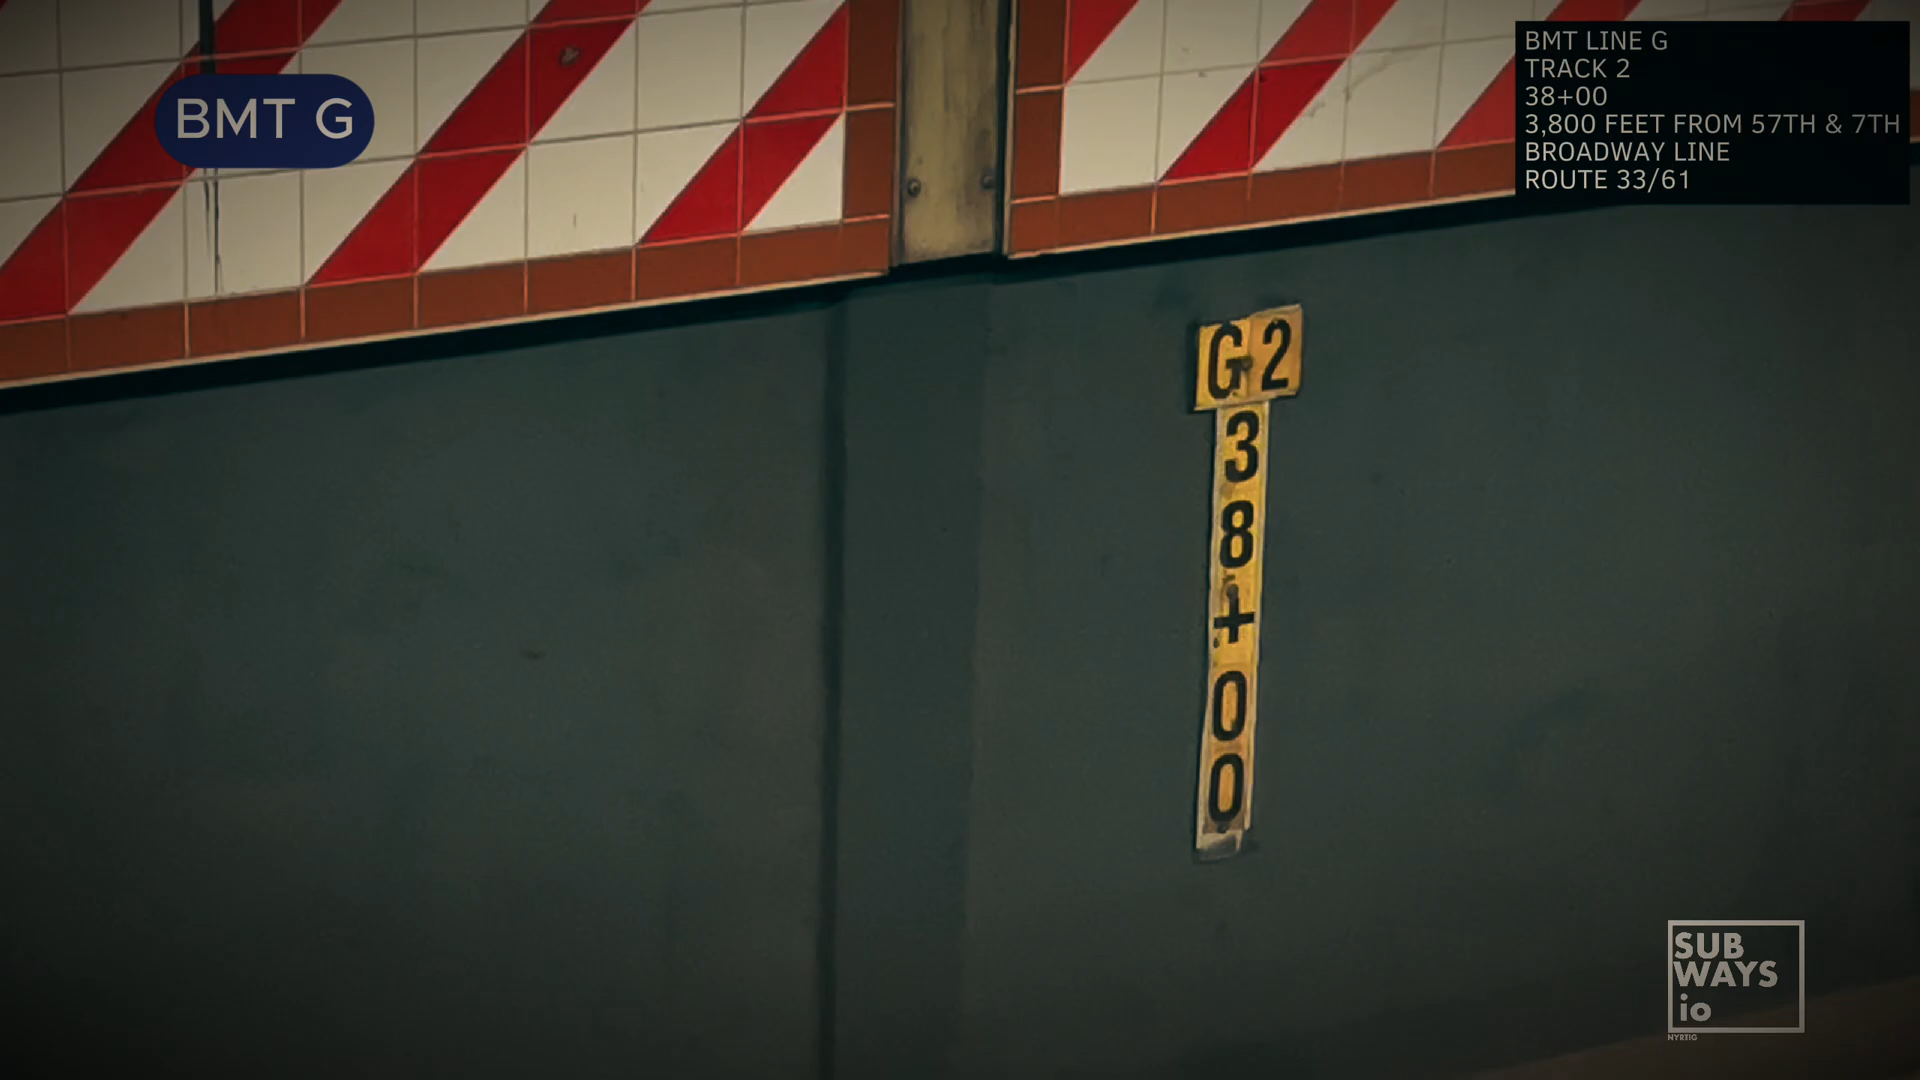 BMT G
BMT LINE G
TRACK 2
38+00
3,800 FEET FROM 57TH & 7TH
BROADWAY LINE
ROUTE 33/61
G2
3
8
+
0
0
SUB
WAYS
io
NYRTIG